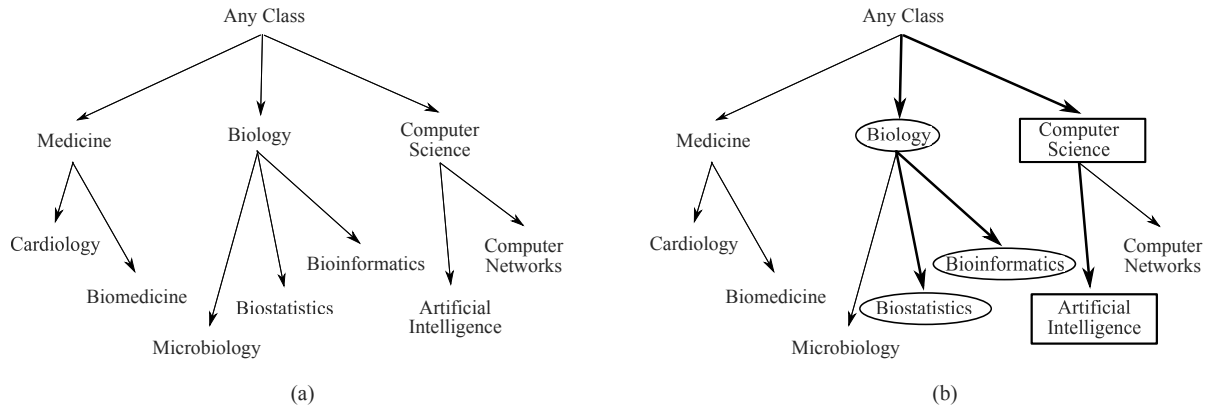 Any Class
Medicine
Biology
Computer
Science
Cardiology
Biomedicine
Microbiology
Biostatistics
Bioinformatics
Artificial
Intelligence
Computer
Networks
(a)
Any Class
Medicine
Biology
Computer
Science
Cardiology
Biomedicine
Microbiology
Biostatistics
Bioinformatics
Artificial
Intelligence
Computer
Networks
(b)